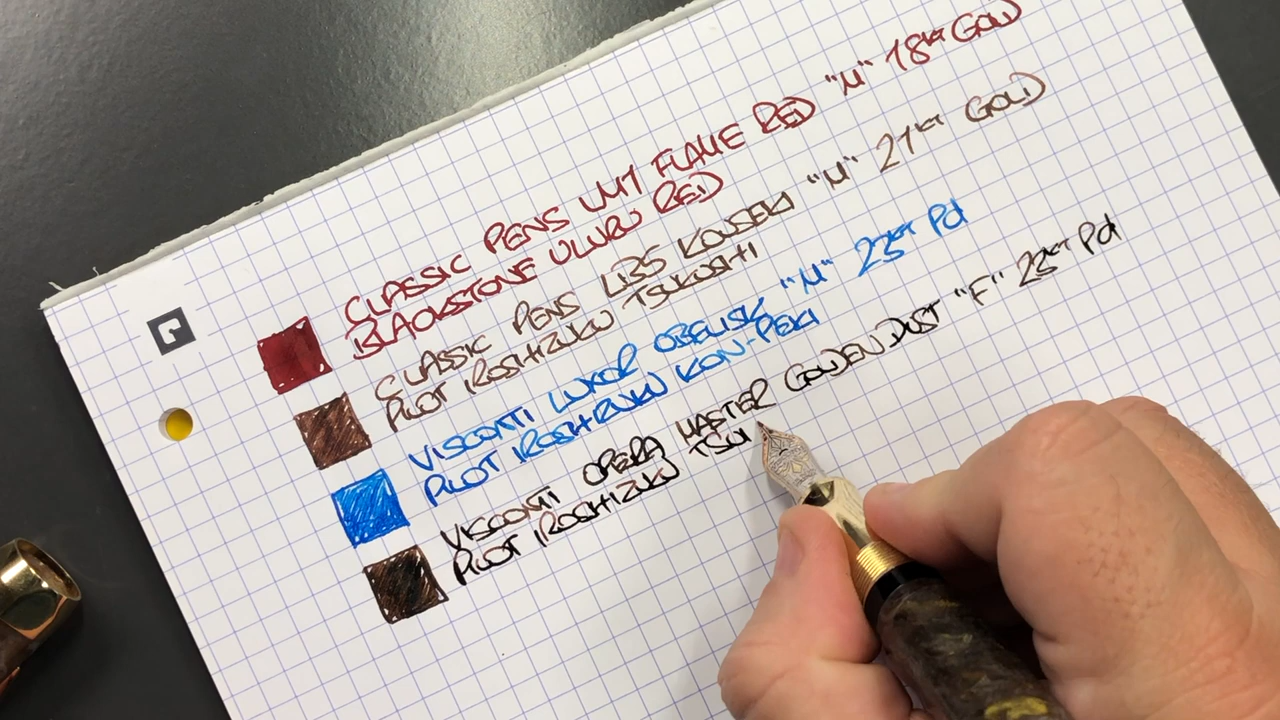 CLASSIC PENS LM1 FLAME RED "M" 18KT GOLD
BLACKSTONE ULURU RED
CLASSIC PENS LB5 KOUSEKI "M" 21KT GOLD
PILOT IROSHIZUKU TSUKUSHI
VISCONTI LUXOR OBELISK "M" 23KT Pd
PILOT IROSHIZUKU KON-PEKI
VISCONTI OPERA MASTER GOLDEN DUST "F" 23KT Pd
PILOT IROSHIZUKU TSU